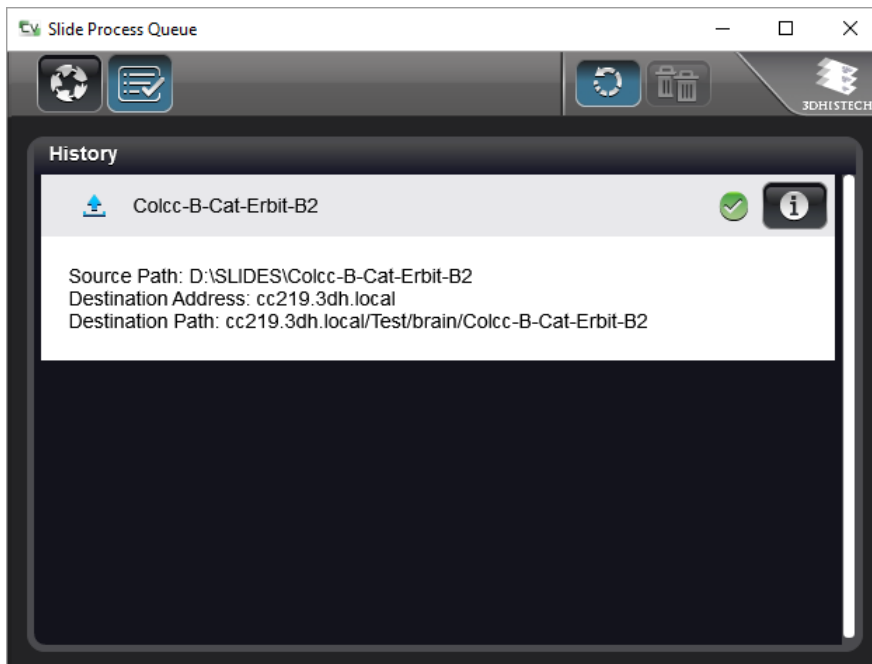 CV Slide Process Queue
3DHISTECH
History
Colcc-B-Cat-Erbit-B2
Source Path: D:\SLIDES\Colcc-B-Cat-Erbit-B2
Destination Address: cc219.3dh.local
Destination Path: cc219.3dh.local/Test/brain/Colcc-B-Cat-Erbit-B2